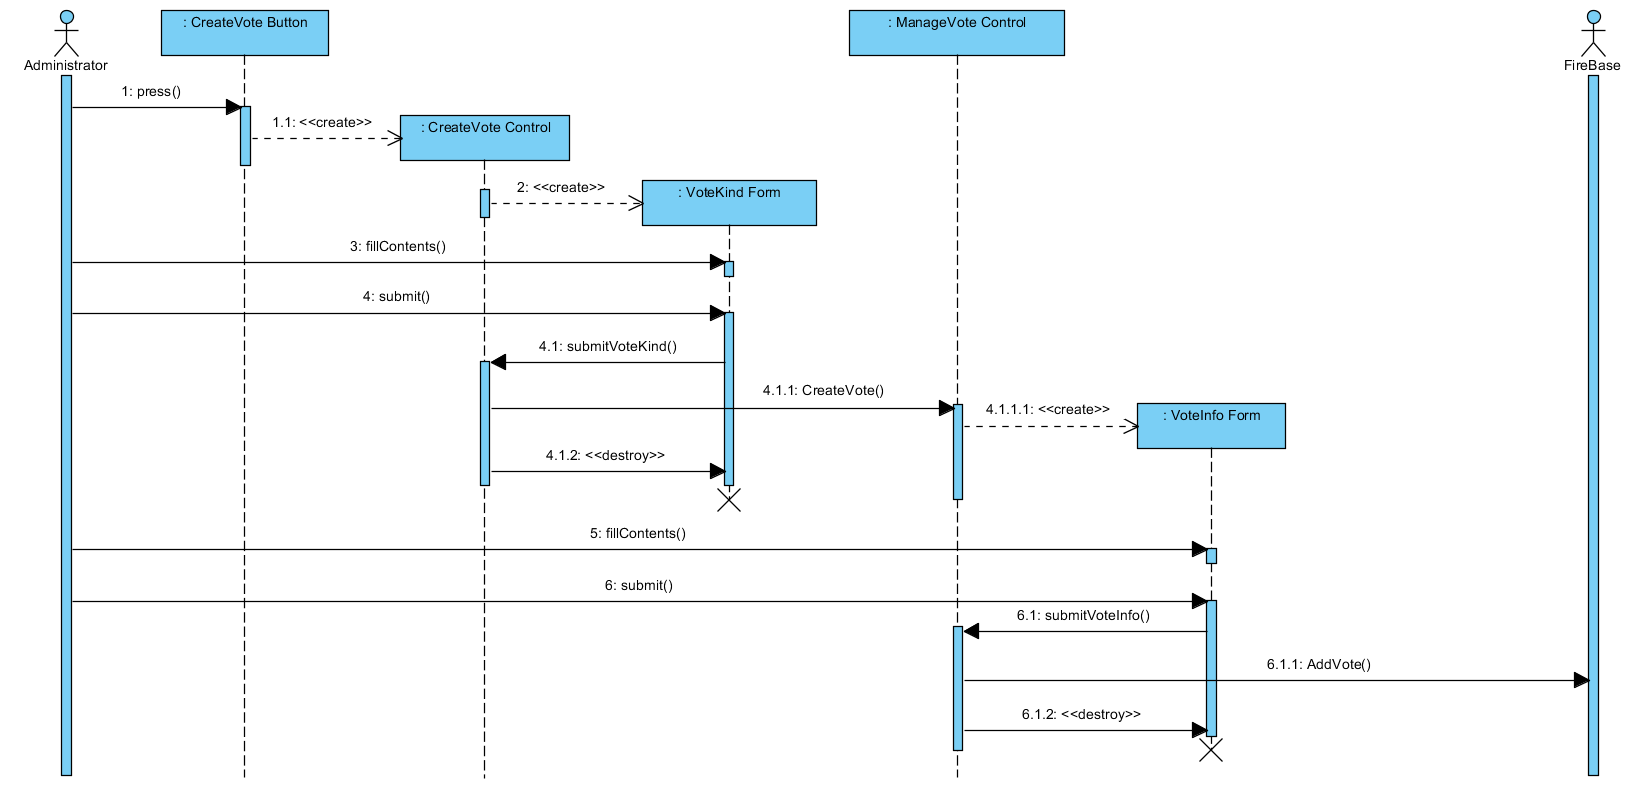 : CreateVote Button
: ManageVote Control
Administrator
FireBase
1: press()
1.1: <<create>>
: CreateVote Control
2: <<create>>
: VoteKind Form
3: fillContents()
4: submit()
4.1: submitVoteKind()
4.1.1: CreateVote()
4.1.1.1: <<create>>
: VoteInfo Form
4.1.2: <<destroy>>
5: fillContents()
6: submit()
6.1: submitVoteInfo()
6.1.1: AddVote()
6.1.2: <<destroy>>